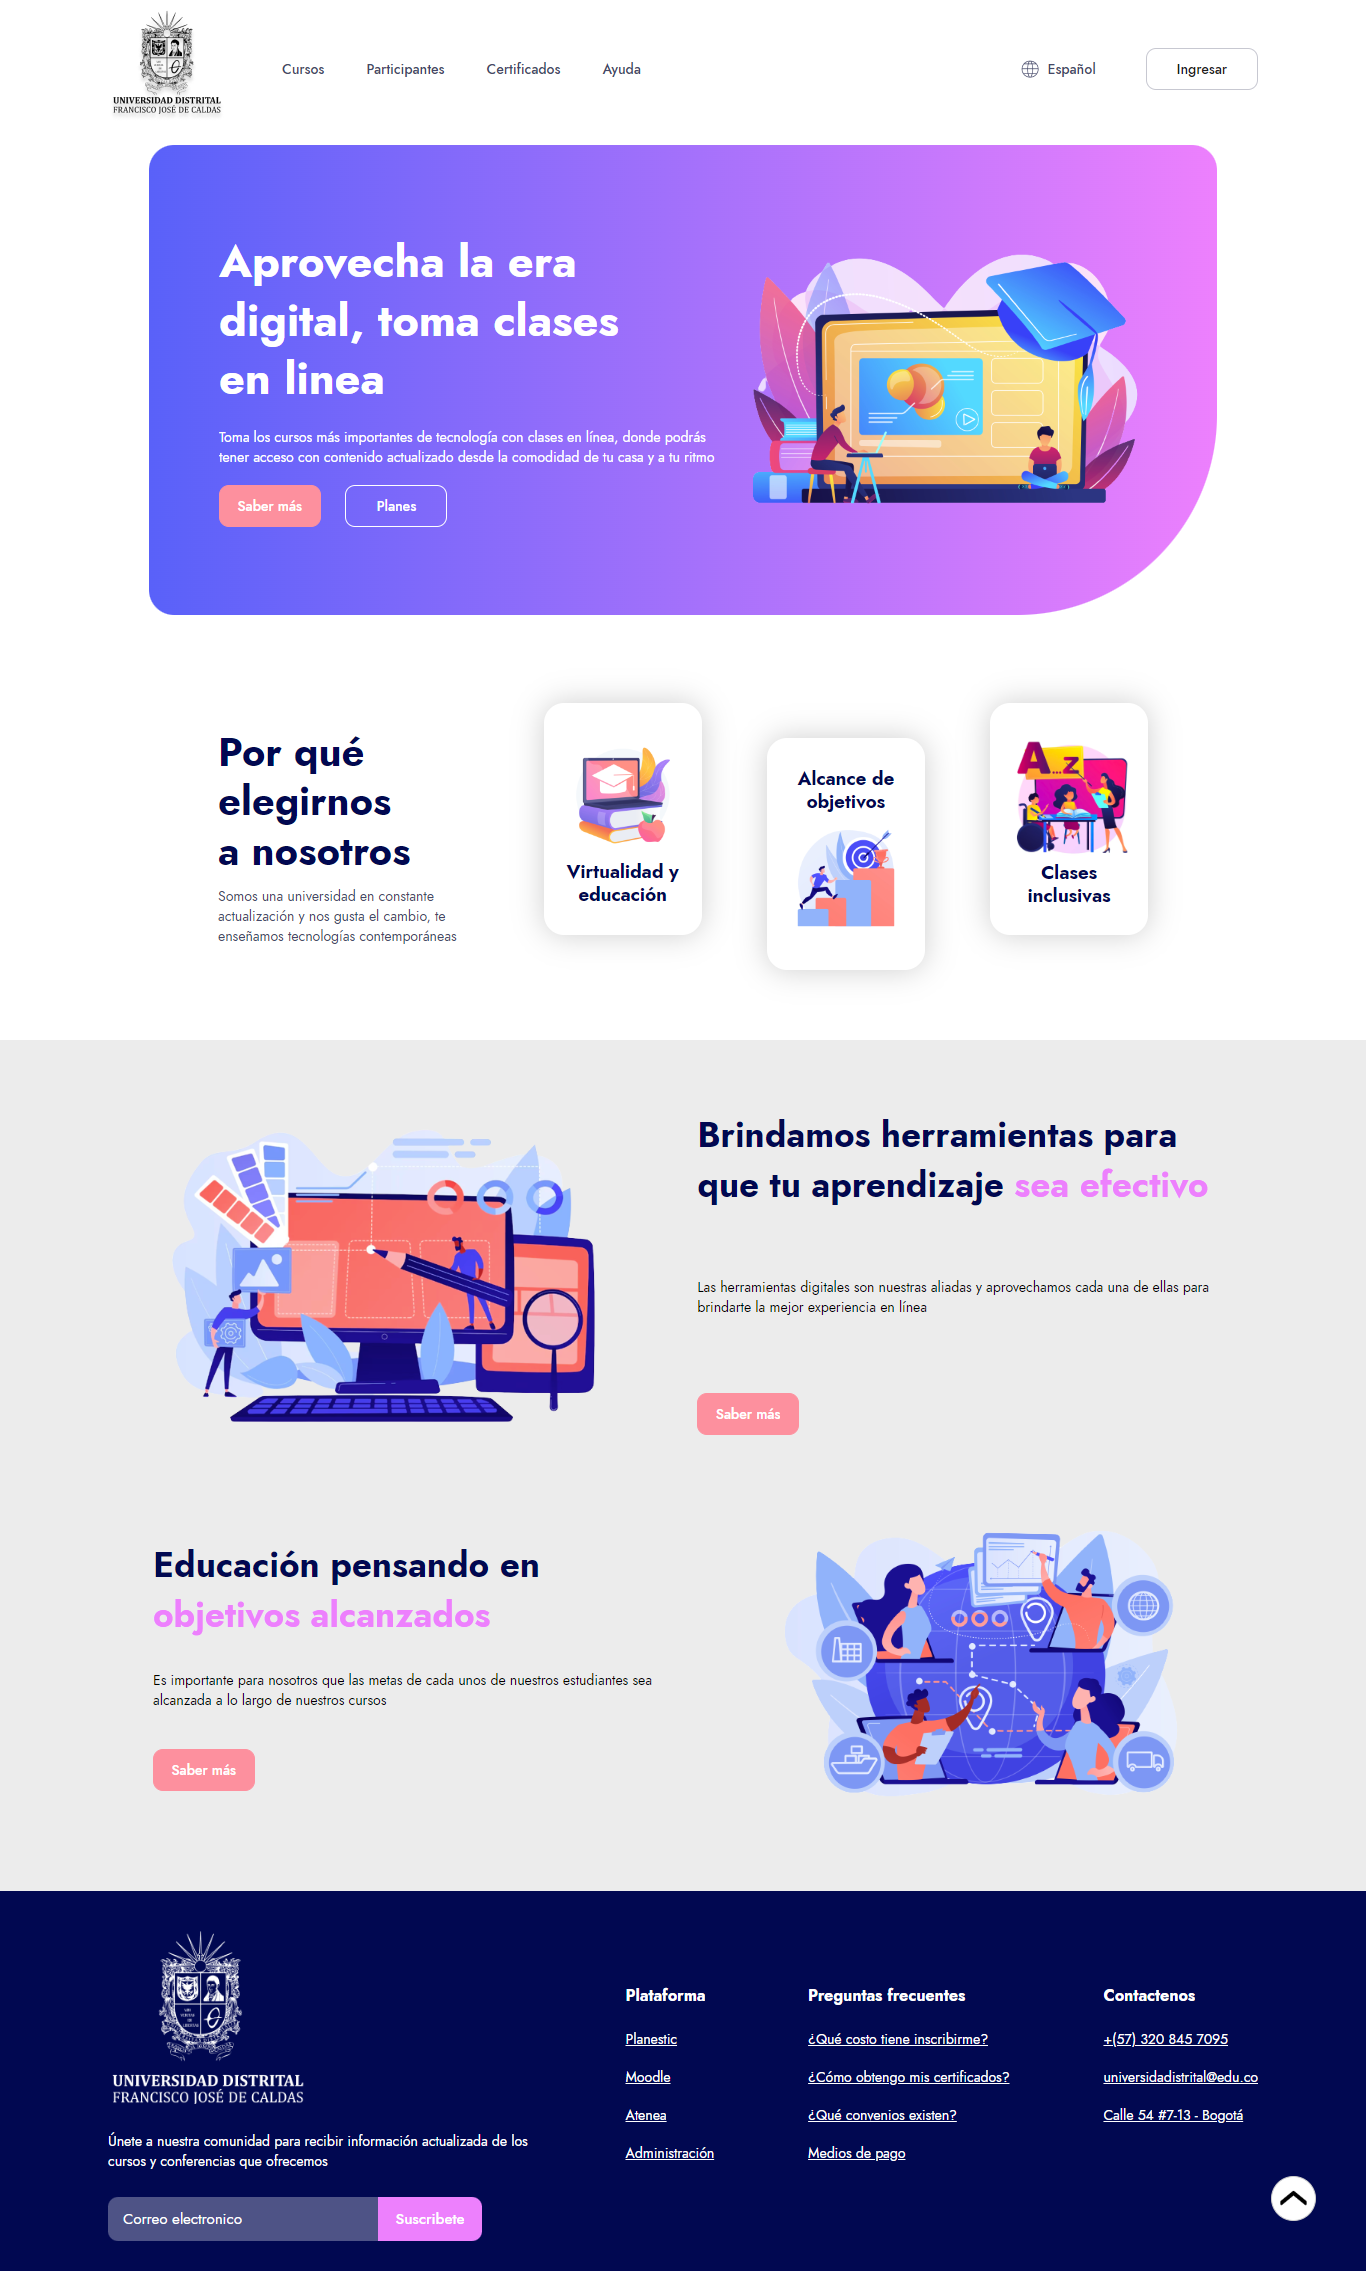 UNIVERSIDAD DISTRITAL
FRANCISCO JOSÉ DE CALDAS
Cursos
Participantes
Certificados
Ayuda
Español
Ingresar
Aprovecha la era
digital, toma clases
en linea
Toma los cursos más importantes de tecnología con clases en línea, donde podrás
tener acceso con contenido actualizado desde la comodidad de tu casa y a tu ritmo
Saber más
Planes
Por qué
elegirnos
a nosotros
Somos una universidad en constante
actualización y nos gusta el cambio, te
enseñamos tecnologías contemporáneas
Virtualidad y
educación
Alcance de
objetivos
A...Z
Clases
inclusivas
Brindamos herramientas para
que tu aprendizaje sea efectivo
Las herramientas digitales son nuestras aliadas y aprovechamos cada una de ellas para
brindarte la mejor experiencia en línea
Saber más
Educación pensando en
objetivos alcanzados
Es importante para nosotros que las metas de cada unos de nuestros estudiantes sea
alcanzada a lo largo de nuestros cursos
Saber más
UNIVERSIDAD DISTRITAL
FRANCISCO JOSÉ DE CALDAS
Únete a nuestra comunidad para recibir información actualizada de los
cursos y conferencias que ofrecemos
Correo electronico
Suscribete
Plataforma
Planestic
Moodle
Atenea
Administración
Preguntas frecuentes
¿Qué costo tiene inscribirme?
¿Cómo obtengo mis certificados?
¿Qué convenios existen?
Medios de pago
Contactenos
+(57) 320 845 7095
universidadistrital@edu.co
Calle 54 #7-13 - Bogotá